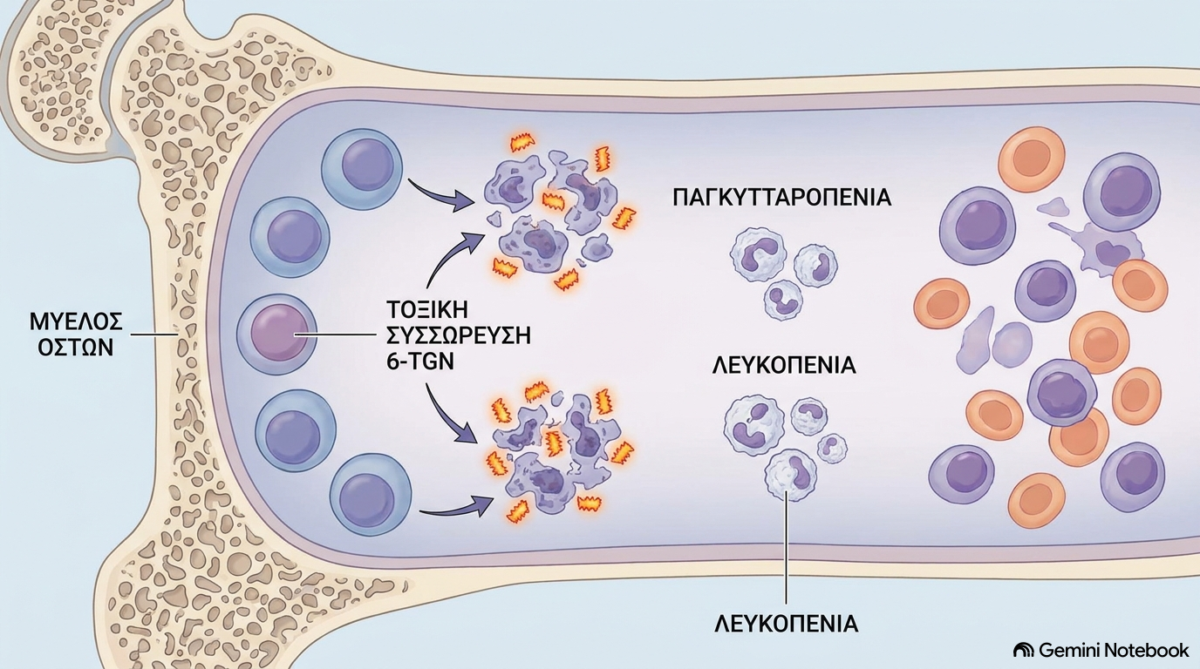 ΜΥΕΛΟΣ
ΟΣΤΩΝ
ΤΟΞΙΚΗ
ΣΥΣΣΩΡΕΥΣΗ
6-TGN
ΠΑΓΚΥΤΤΑΡΟΠΕΝΙΑ
ΛΕΥΚΟΠΕΝΙΑ
ΛΕΥΚΟΠΕΝΙΑ
Gemini Notebook